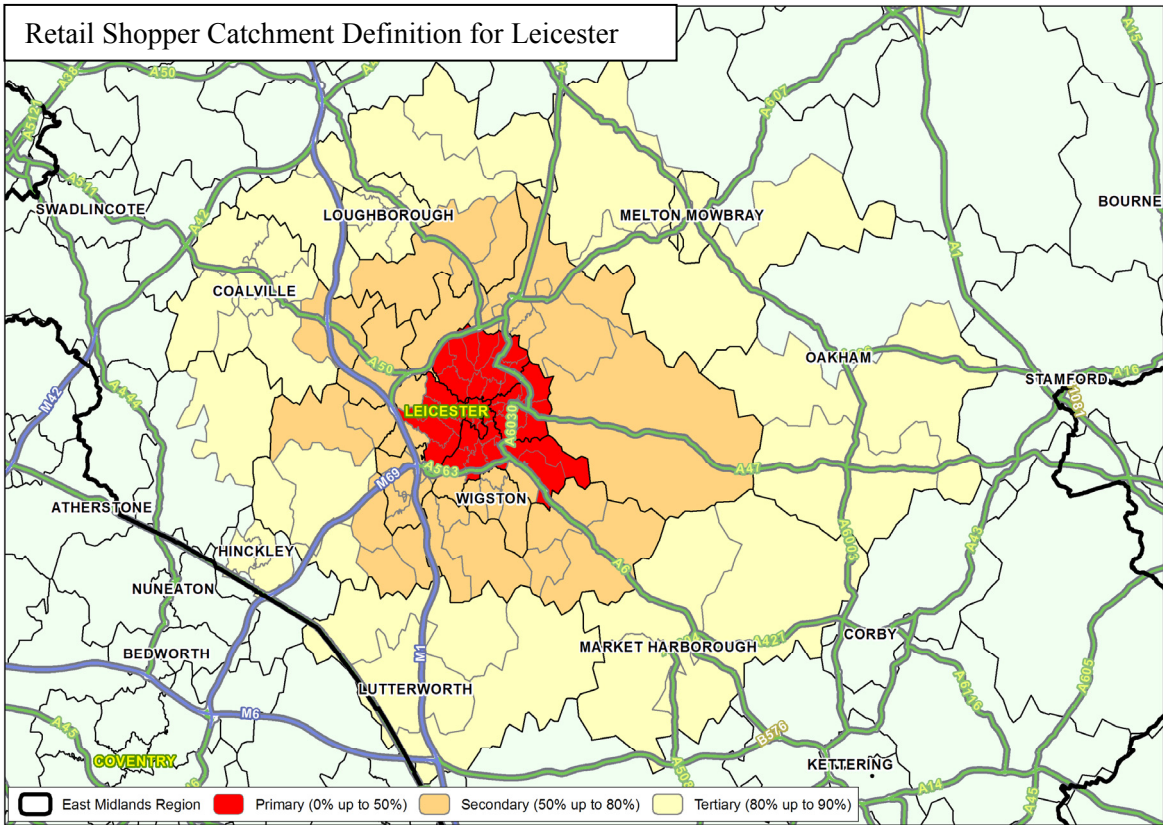 Retail Shopper Catchment Definition for Leicester
A50
A38
A5121
A511
A42
SWADLINCOTE
LOUGHBOROUGH
MELTON MOWBRAY
A607
A15
BOURNE
A1
COALVILLE
A50
OAKHAM
STAMFORD
A16
LEICESTER
A6030
M42
A444
A563
M69
A47
WIGSTON
ATHERSTONE
HINCKLEY
NUNEATON
A6
A6003
A43
BEDWORTH
M1
MARKET HARBOROUGH
A421
CORBY
A605
LUTTERWORTH
A6116
M6
A45
B576
COVENTRY
KETTERING
A508
A14
A45
East Midlands Region
Primary (0% up to 50%)
Secondary (50% up to 80%)
Tertiary (80% up to 90%)